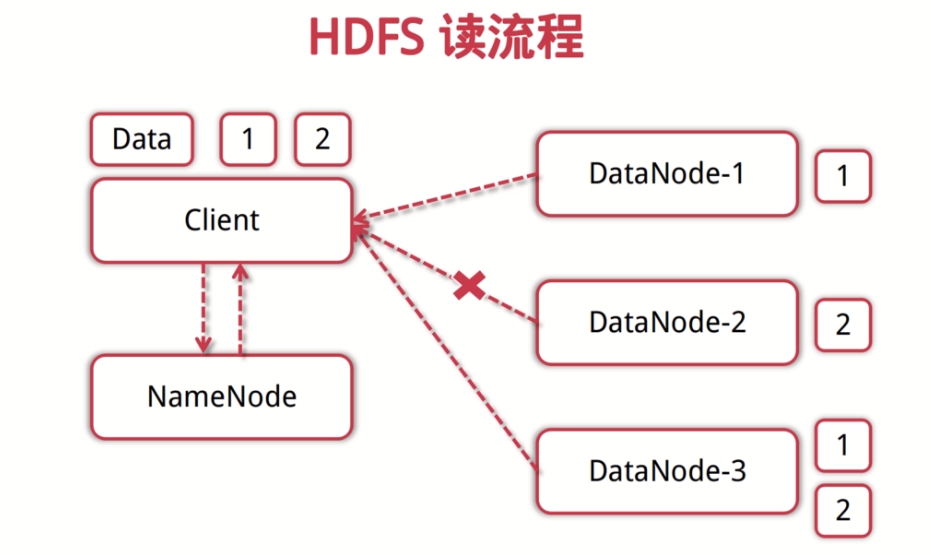 HDFS 读流程
Data 1 2
Client
NameNode
DataNode-1 1
DataNode-2 2
DataNode-3 1
2